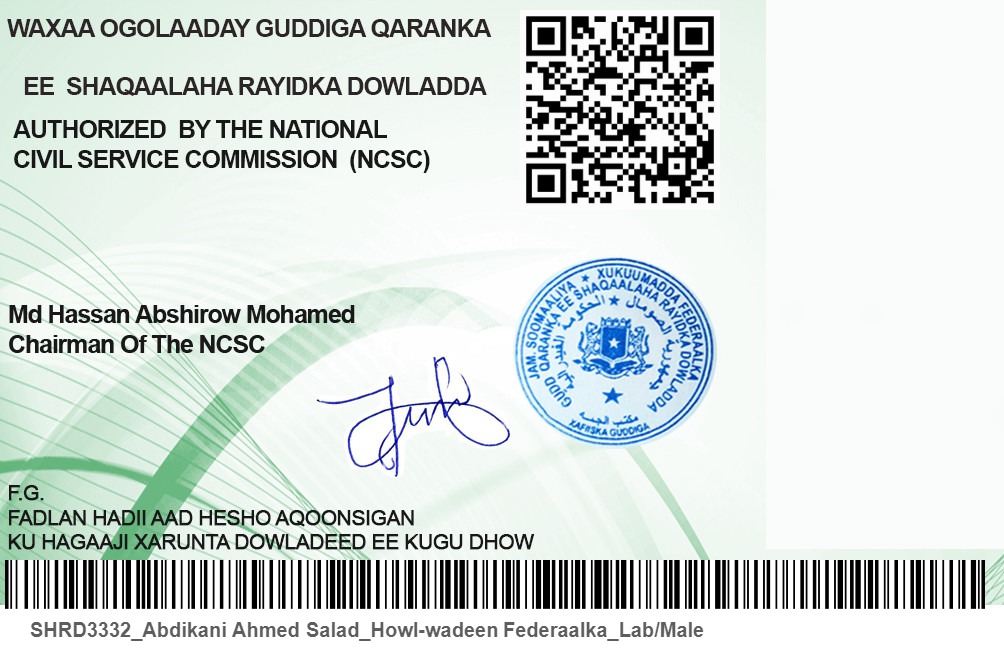 WAXAA OGOLAADAY GUDDIGA QARANKA
EE SHAQAALAHA RAYIDKA DOWLADDA
AUTHORIZED BY THE NATIONAL
CIVIL SERVICE COMMISSION (NCSC)
Md Hassan Abshirow Mohamed
Chairman Of The NCSC
JAM. SOOMAALIYA ★ XUKUUMADDA FEDERAALKA
GUDD QARANKA EE SHAQAALAHA RAYIDKA DOWLADDA
XAFIISKA GUDDIGA
F.G.
FADLAN HADII AAD HESHO AQOONSIGAN
KU HAGAAJI XARUNTA DOWLADEED EE KUGU DHOW
SHRD3332_Abdikani Ahmed Salad_Howl-wadeen Federaalka_Lab/Male